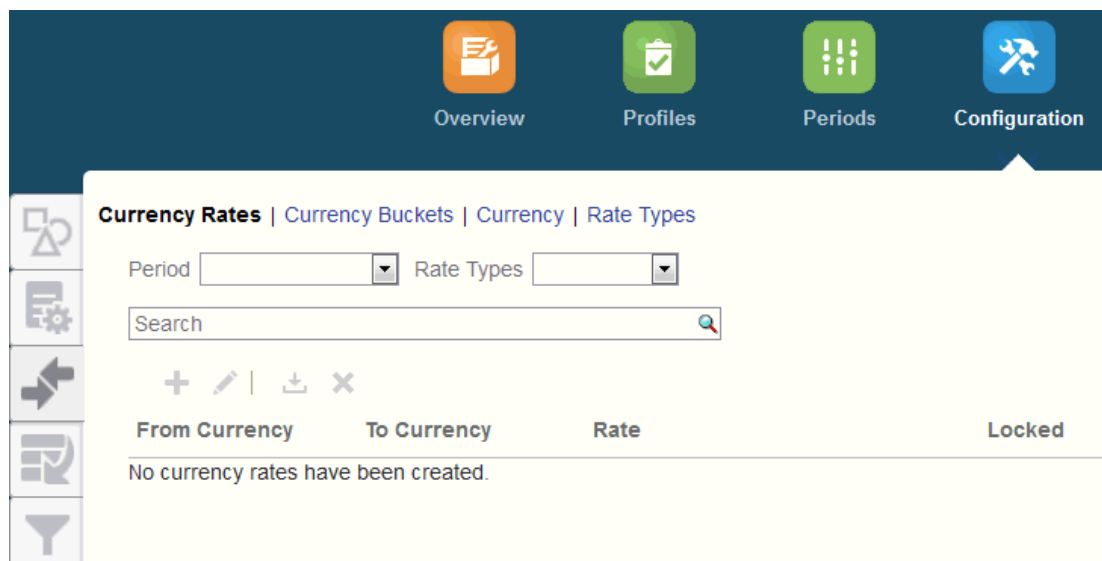 Overview Profiles Periods Configuration
Currency Rates | Currency Buckets | Currency | Rate Types
Period Rate Types
Search
From Currency To Currency Rate Locked
No currency rates have been created.